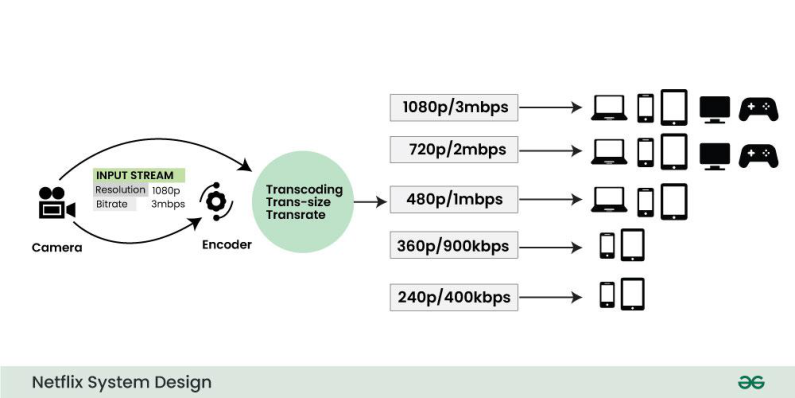 INPUT STREAM
Resolution 1080p
Bitrate 3mbps
Camera
Encoder
Transcoding
Trans-size
Transrate
1080p/3mbps
720p/2mbps
480p/1mbps
360p/900kbps
240p/400kbps
Netflix System Design